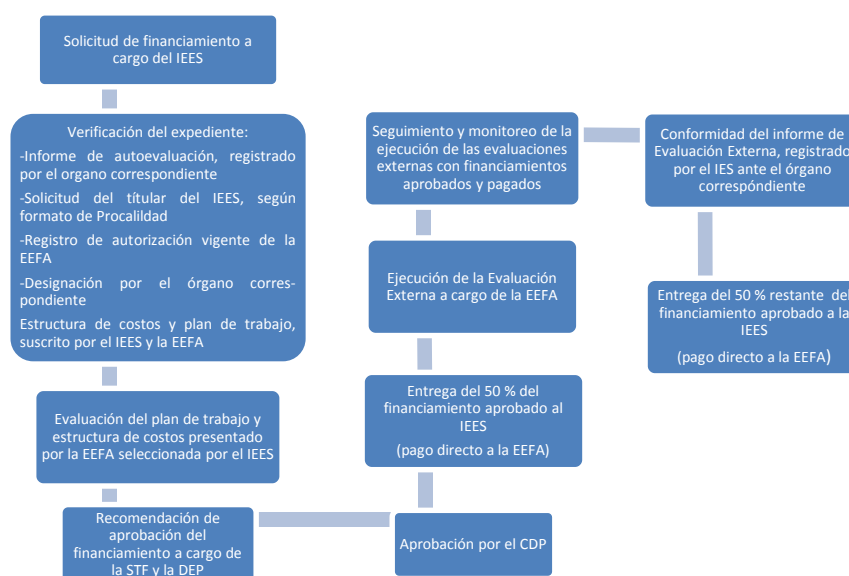 Solicitud de financiamiento a
cargo del IEES
Verificación del expediente:
-Informe de autoevaluación, registrado
por el organo correspondiente
-Solicitud del títular del IEES, según
formato de Procalildad
-Registro de autorización vigente de la
EEFA
-Designación por el órgano corres-
pondiente
Estructura de costos y plan de trabajo,
suscrito por el IEES y la EEFA
Evaluación del plan de trabajo y
estructura de costos presentado
por la EEFA seleccionada por el IEES
Recomendación de
aprobación del
financiamiento a cargo de
la STF y la DEP
Aprobación por el CDP
Entrega del 50 % del
financiamiento aprobado al
IEES
(pago directo a la EEFA)
Ejecución de la Evaluación
Externa a cargo de la EEFA
Seguimiento y monitoreo de la
ejecución de las evaluaciones
externas con financiamientos
aprobados y pagados
Conformidad del informe de
Evaluación Externa, registrado
por el IES ante el órgano
correspóndiente
Entrega del 50 % restante del
financiamiento aprobado a la
IEES
(pago directo a la EEFA)